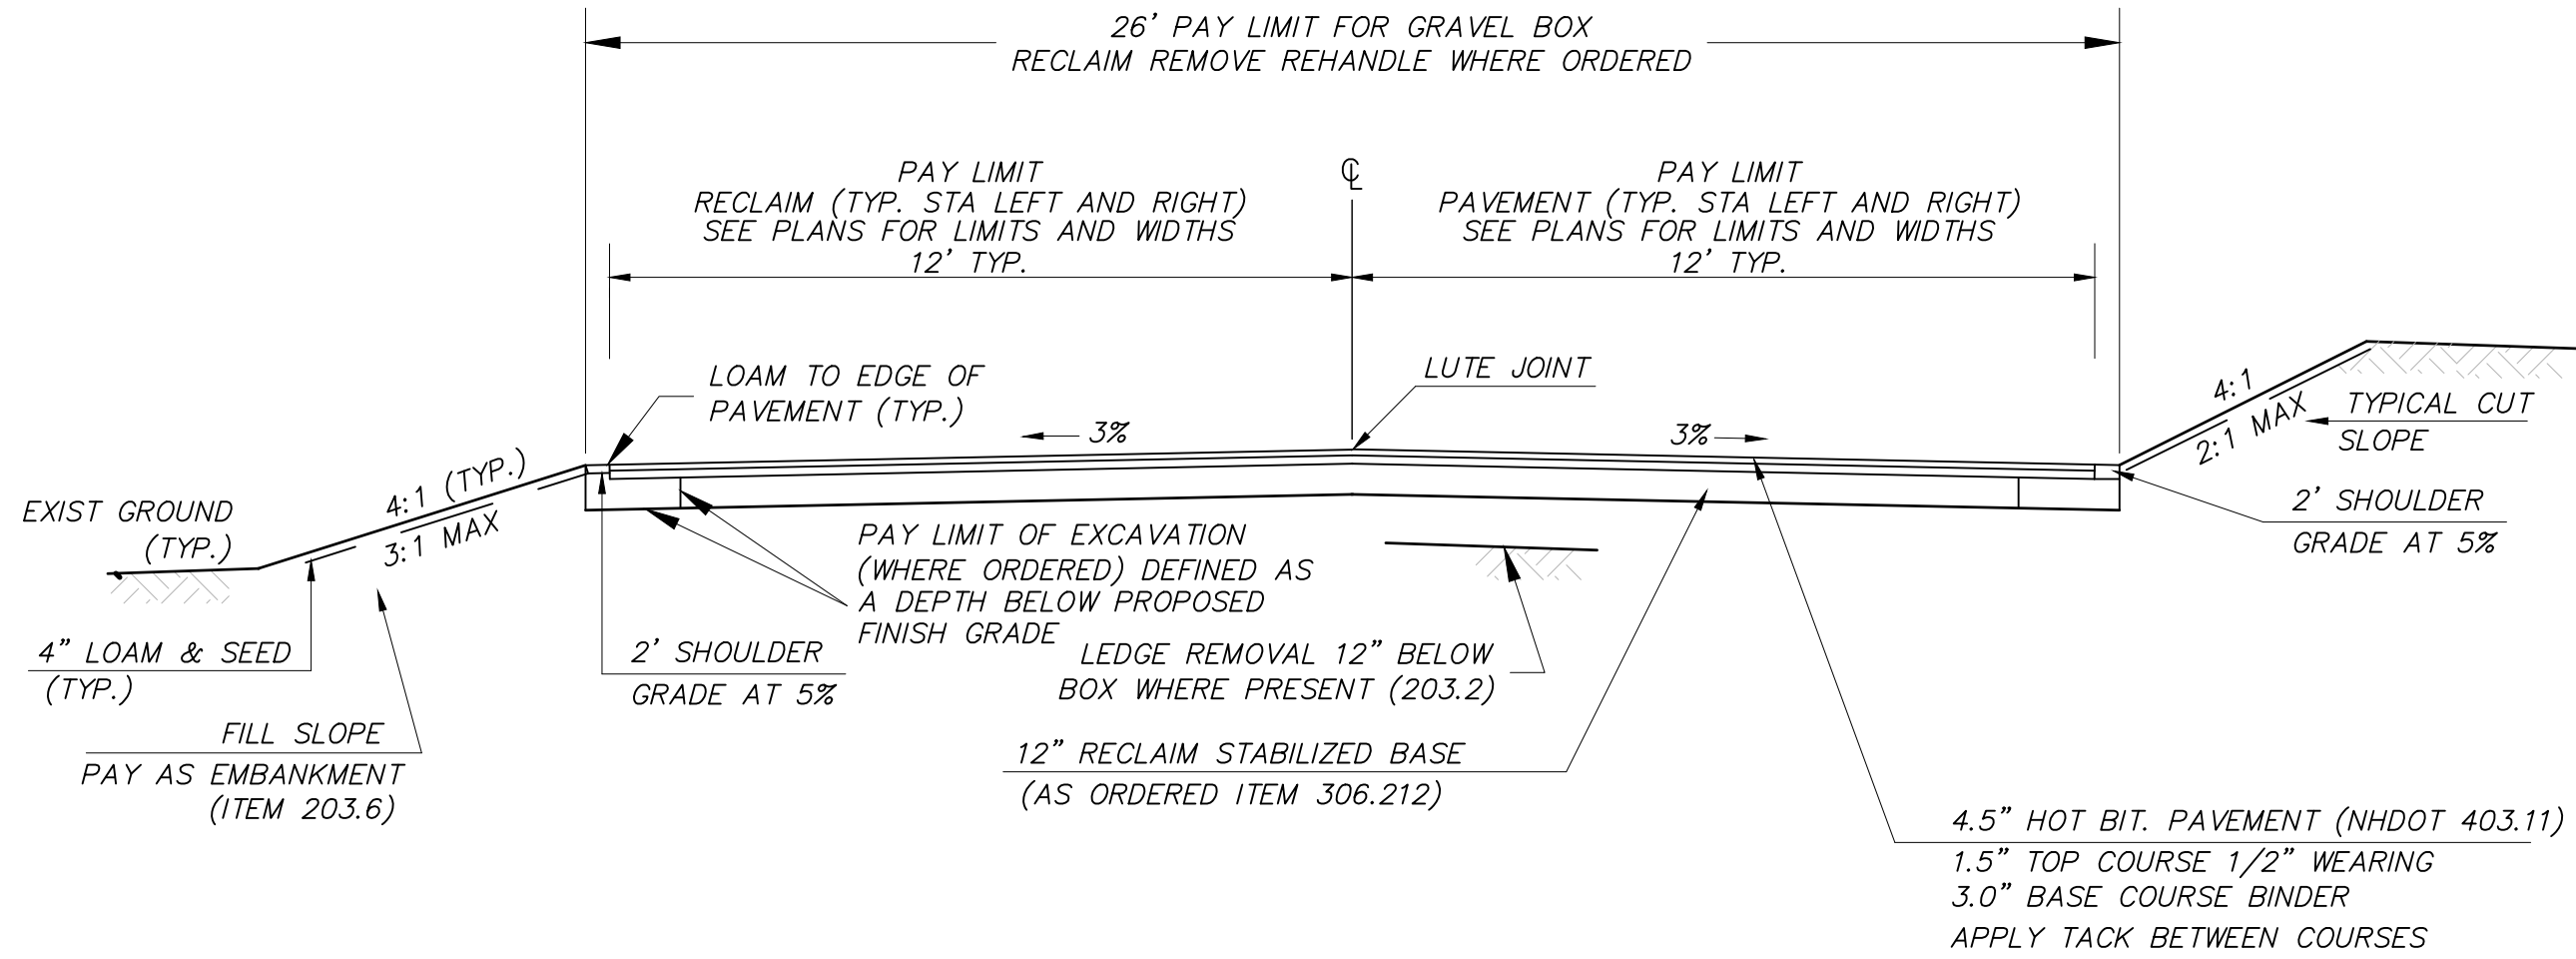 26' PAY LIMIT FOR GRAVEL BOX
RECLAIM REMOVE REHANDLE WHERE ORDERED
PAY LIMIT
RECLAIM (TYP. STA LEFT AND RIGHT)
SEE PLANS FOR LIMITS AND WIDTHS
12' TYP.
℄
PAY LIMIT
PAVEMENT (TYP. STA LEFT AND RIGHT)
SEE PLANS FOR LIMITS AND WIDTHS
12' TYP.
LOAM TO EDGE OF
PAVEMENT (TYP.)
LUTE JOINT
3%
3%
4:1
2:1 MAX
TYPICAL CUT
SLOPE
4:1 (TYP.)
3:1 MAX
EXIST GROUND
(TYP.)
2' SHOULDER
GRADE AT 5%
PAY LIMIT OF EXCAVATION
(WHERE ORDERED) DEFINED AS
A DEPTH BELOW PROPOSED
FINISH GRADE
4" LOAM & SEED
(TYP.)
2' SHOULDER
GRADE AT 5%
LEDGE REMOVAL 12" BELOW
BOX WHERE PRESENT (203.2)
FILL SLOPE
PAY AS EMBANKMENT
(ITEM 203.6)
12" RECLAIM STABILIZED BASE
(AS ORDERED ITEM 306.212)
4.5" HOT BIT. PAVEMENT (NHDOT 403.11)
1.5" TOP COURSE 1/2" WEARING
3.0" BASE COURSE BINDER
APPLY TACK BETWEEN COURSES